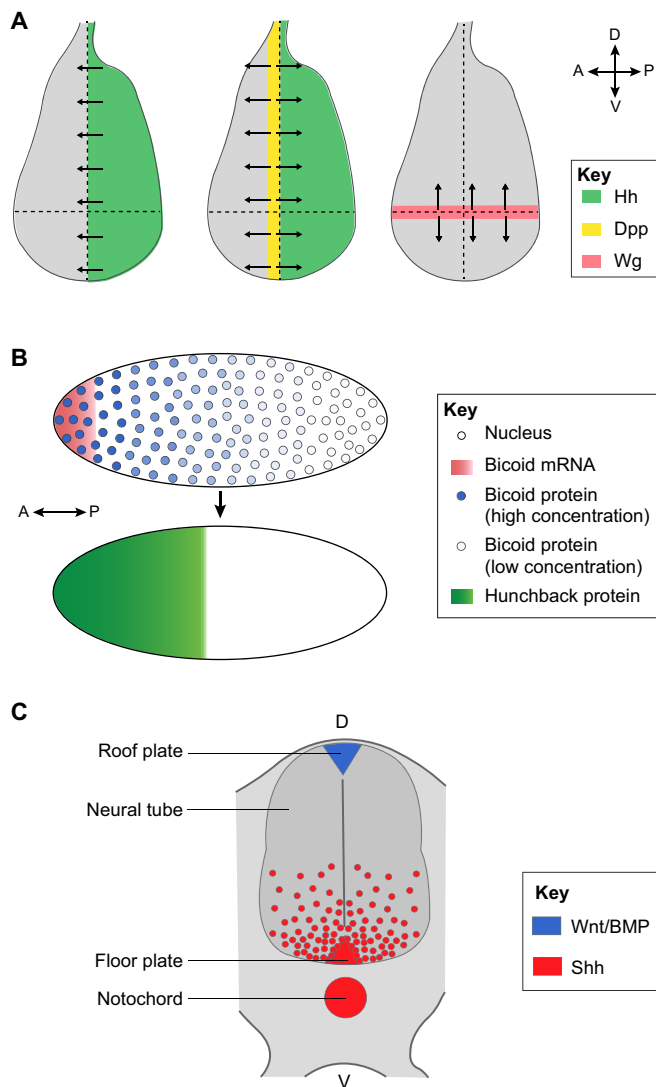 A
D
A P
V
Key
Hh
Dpp
Wg
B
A P
Key
Nucleus
Bicoid mRNA
Bicoid protein
(high concentration)
Bicoid protein
(low concentration)
Hunchback protein
C
D
Roof plate
Neural tube
Floor plate
Notochord
V
Key
Wnt/BMP
Shh